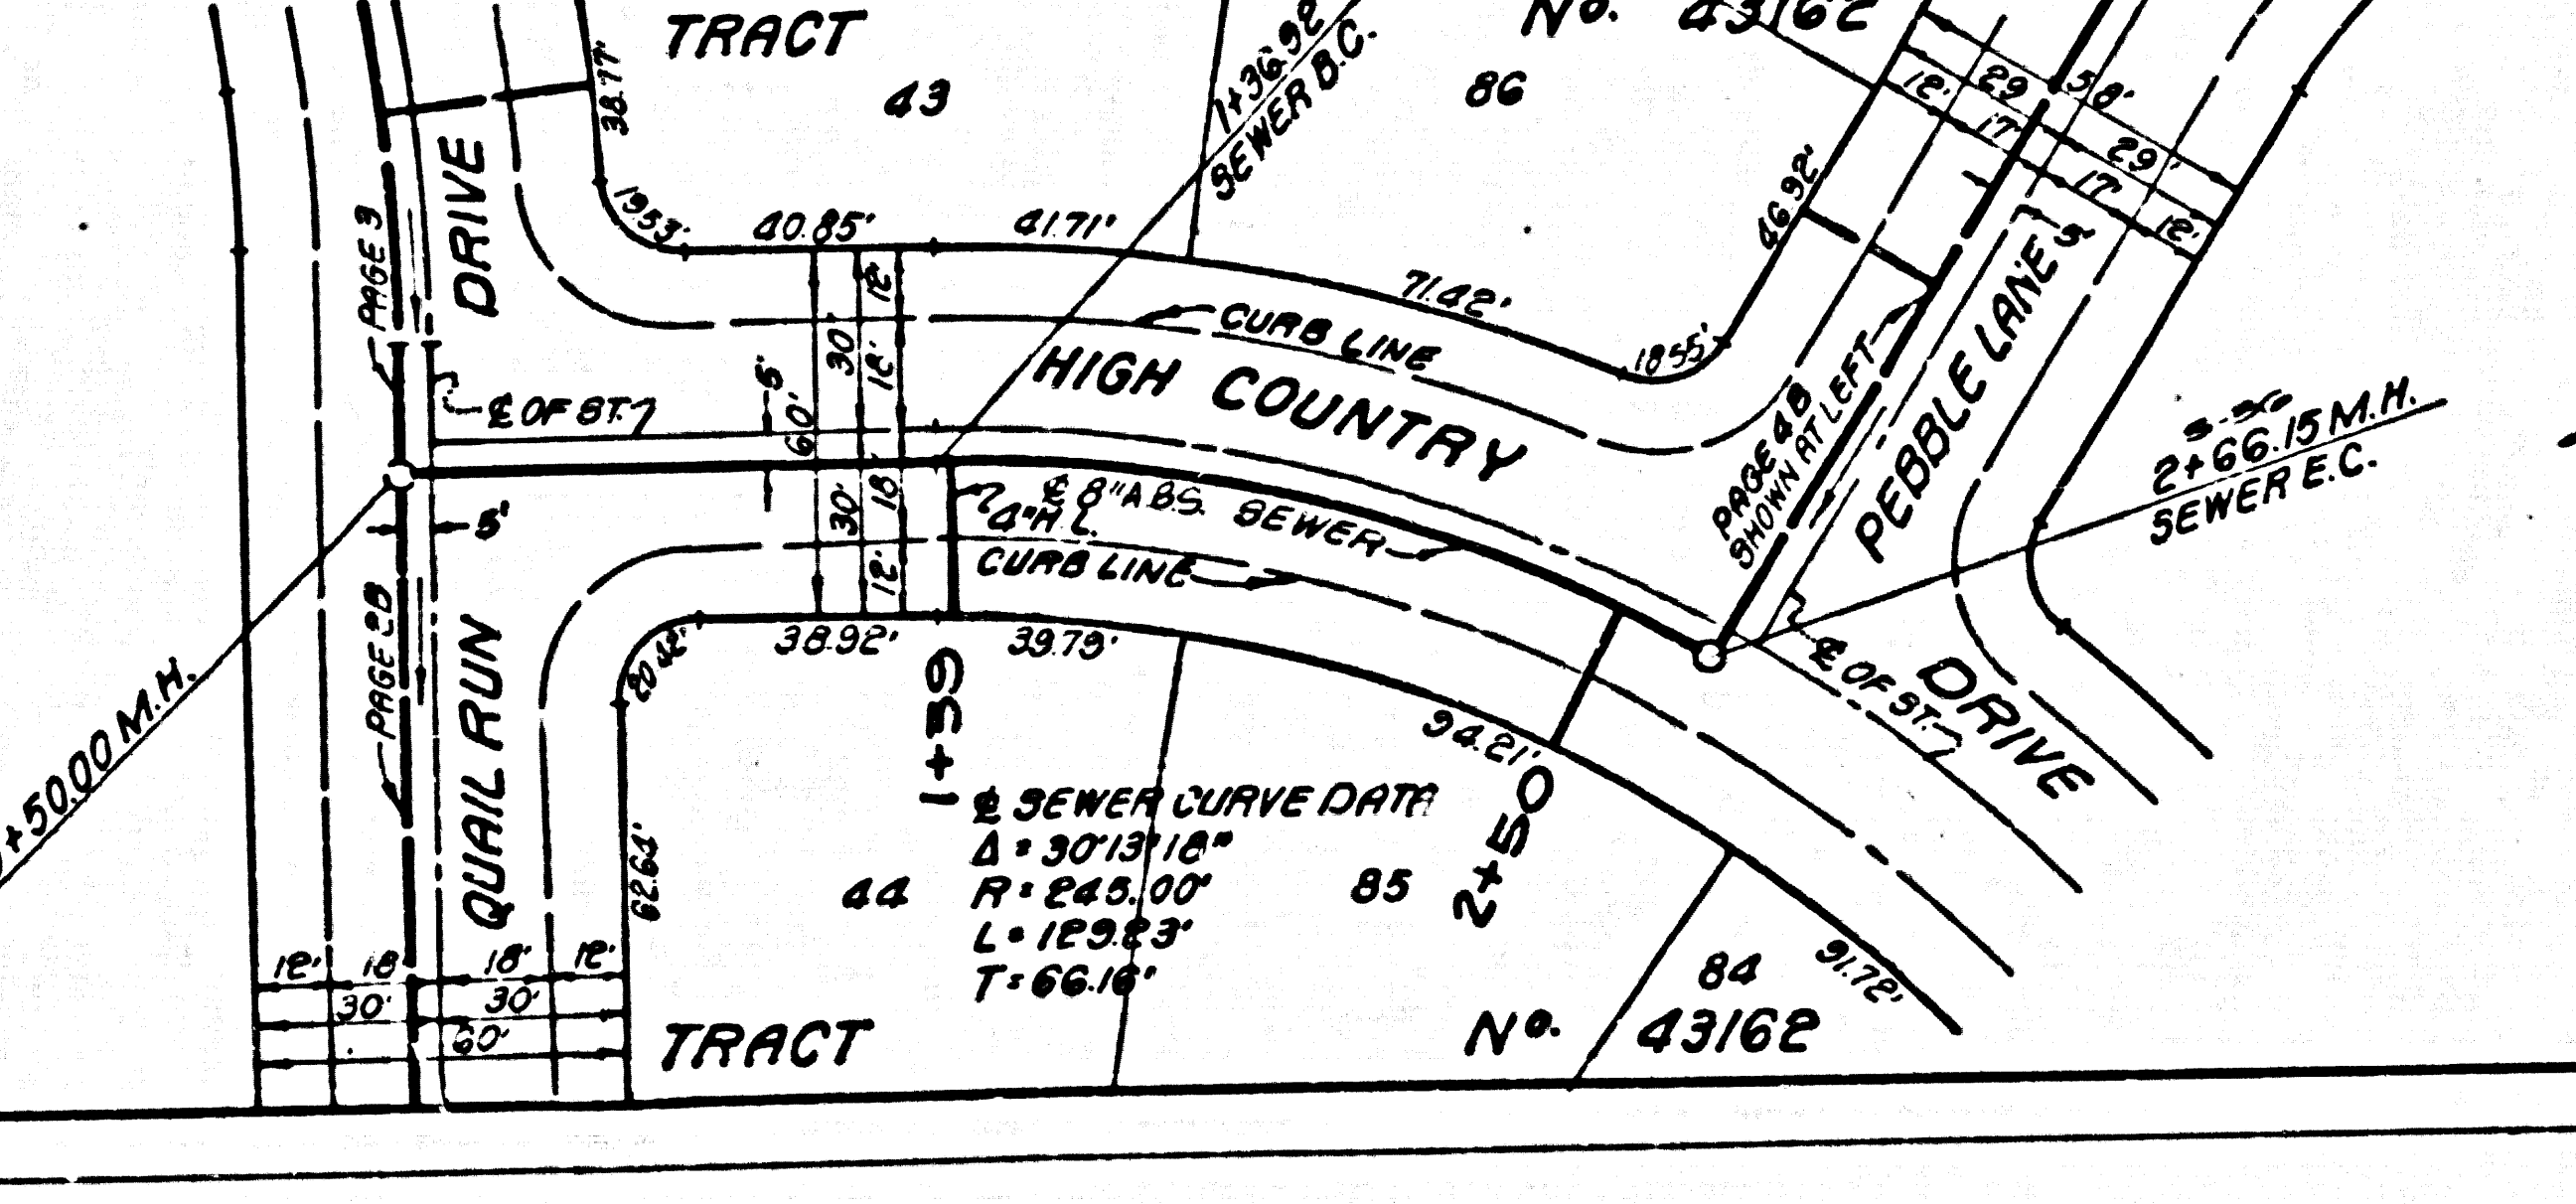 TRACT
No. 43162
43
86
38.77'
19.53'
40.85'
41.71'
1+36.92
SEWER B.C.
71.42'
18.55'
46.92'
12'
29
58'
17'
29'
17'
12'
5'
PAGE 3
DRIVE
℄ OF ST.
5'
60'
30'
12'
18'
30'
18'
12'
CURB LINE
HIGH COUNTRY
℄ 8" A.B.S. SEWER
4" H.L.
CURB LINE
PAGE 4B
SHOWN AT LEFT
PEBBLE LANE
2+66.15 M.H.
SEWER E.C.
5'
PAGE 2B
QUAIL RUN
+50.00 M.H.
20.42'
38.92'
39.79'
94.21'
℄ OF ST.
DRIVE
1+39
2+50
℄ SEWER CURVE DATA
Δ = 30°13'18"
R = 245.00'
L = 129.23'
T = 66.16'
44
85
62.64'
12'
18'
18'
12'
30'
30'
60'
84
91.72'
TRACT
No. 43162